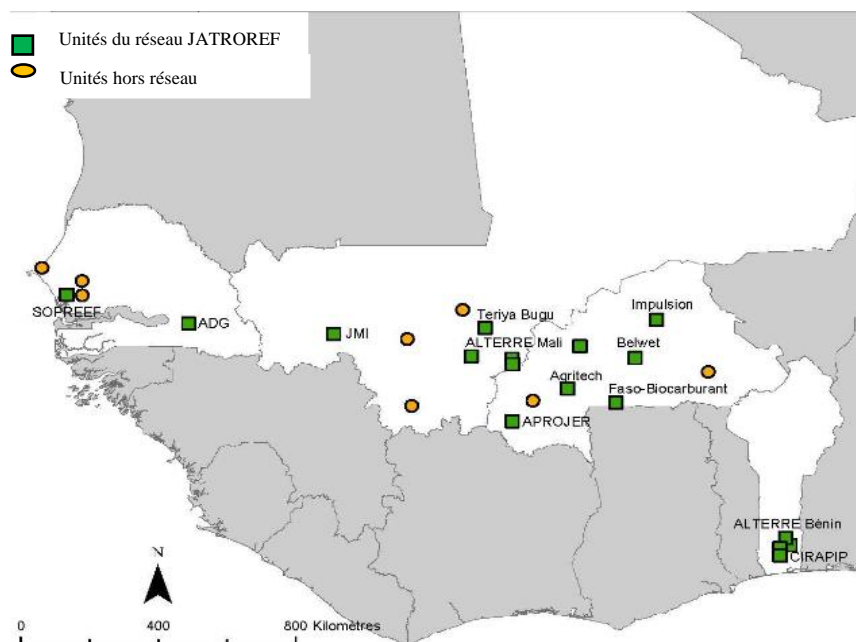 Unités du réseau JATROREF
Unités hors réseau
SOPREEF
ADG
JMI
Teriya Bugu
ALTERRE Mali
Impulsion
Belwet
Agritech
Faso-Biocarburant
APROJER
ALTERRE Bénin
CIRAPIP
N
0 400 800 Kilomètres